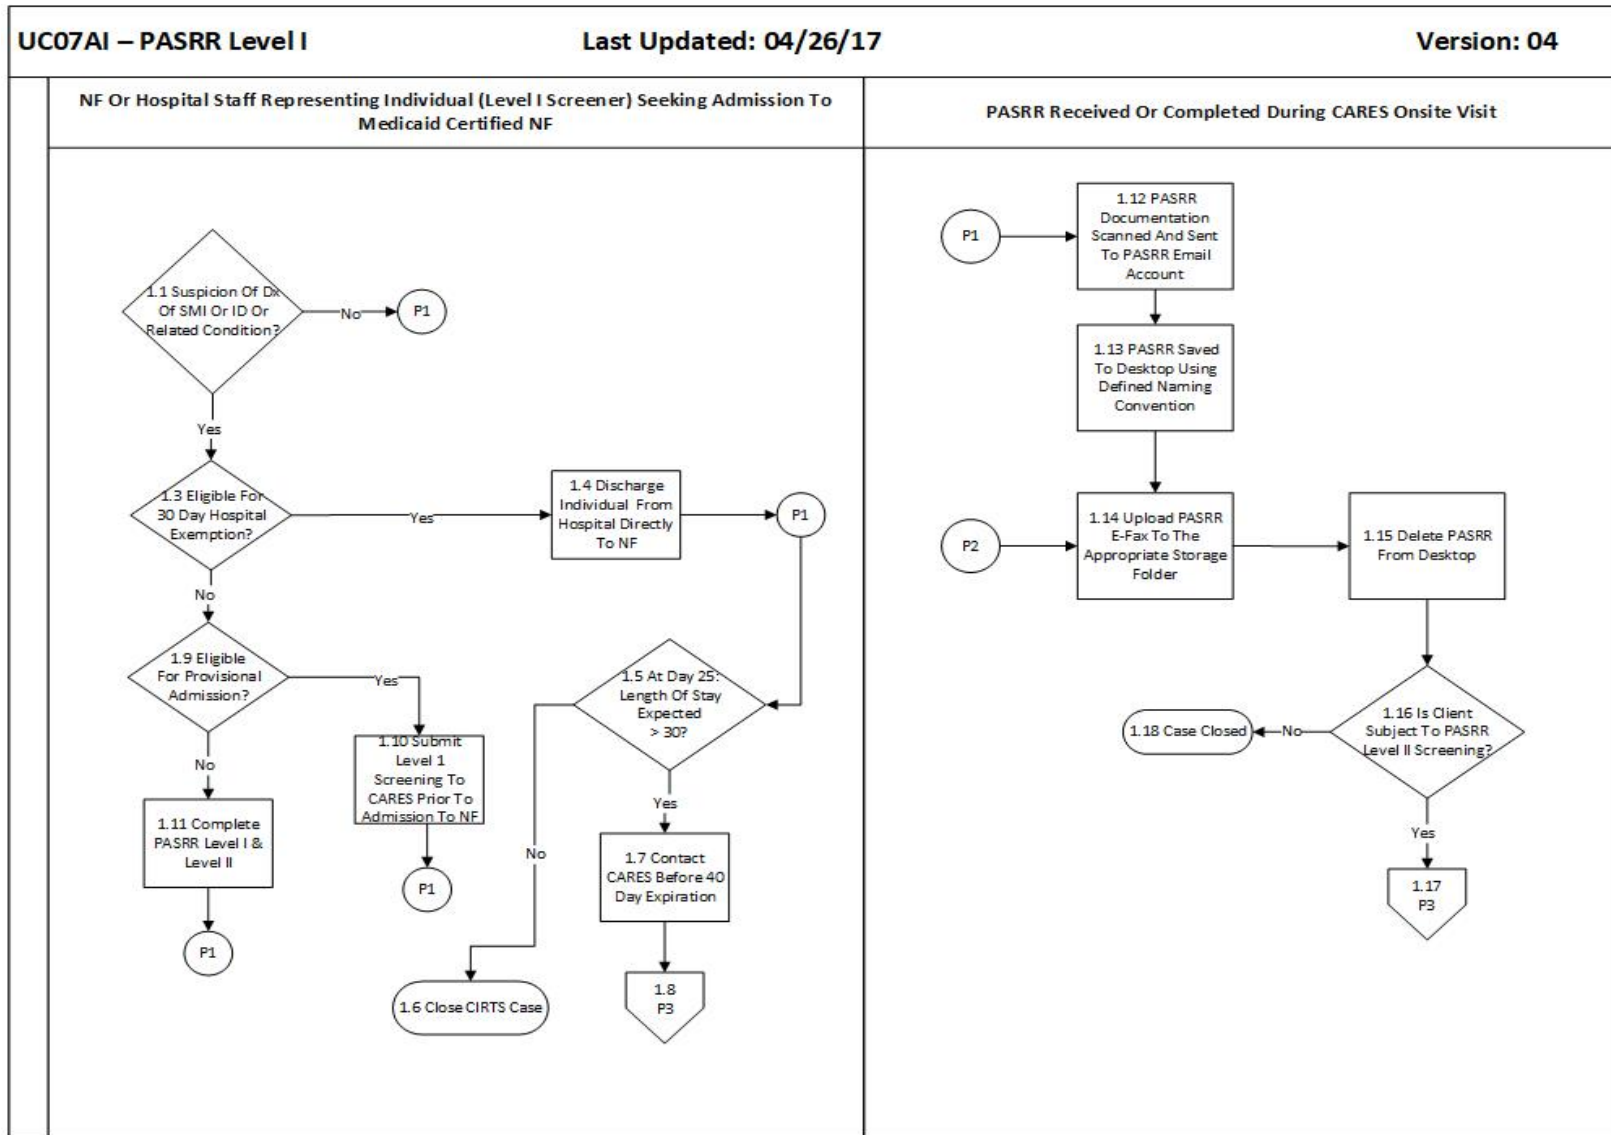 UC07AI – PASRR Level I
Last Updated: 04/26/17
Version: 04
NF Or Hospital Staff Representing Individual (Level I Screener) Seeking Admission To
Medicaid Certified NF
PASRR Received Or Completed During CARES Onsite Visit
1.1 Suspicion Of Dx
Of SMI Or ID Or
Related Condition?
No
P1
Yes
1.3 Eligible For
30 Day Hospital
Exemption?
Yes
1.4 Discharge
Individual From
Hospital Directly
To NF
P1
No
1.9 Eligible
For Provisional
Admission?
Yes
1.10 Submit
Level 1
Screening To
CARES Prior To
Admission To NF
P1
No
1.11 Complete
PASRR Level I &
Level II
P1
1.5 At Day 25:
Length Of Stay
Expected
> 30?
No
1.6 Close CIRTS Case
Yes
1.7 Contact
CARES Before 40
Day Expiration
1.8
P3
P1
1.12 PASRR
Documentation
Scanned And Sent
To PASRR Email
Account
1.13 PASRR Saved
To Desktop Using
Defined Naming
Convention
P2
1.14 Upload PASRR
E-Fax To The
Appropriate Storage
Folder
1.15 Delete PASRR
From Desktop
1.16 Is Client
Subject To PASRR
Level II Screening?
No
1.18 Case Closed
Yes
1.17
P3